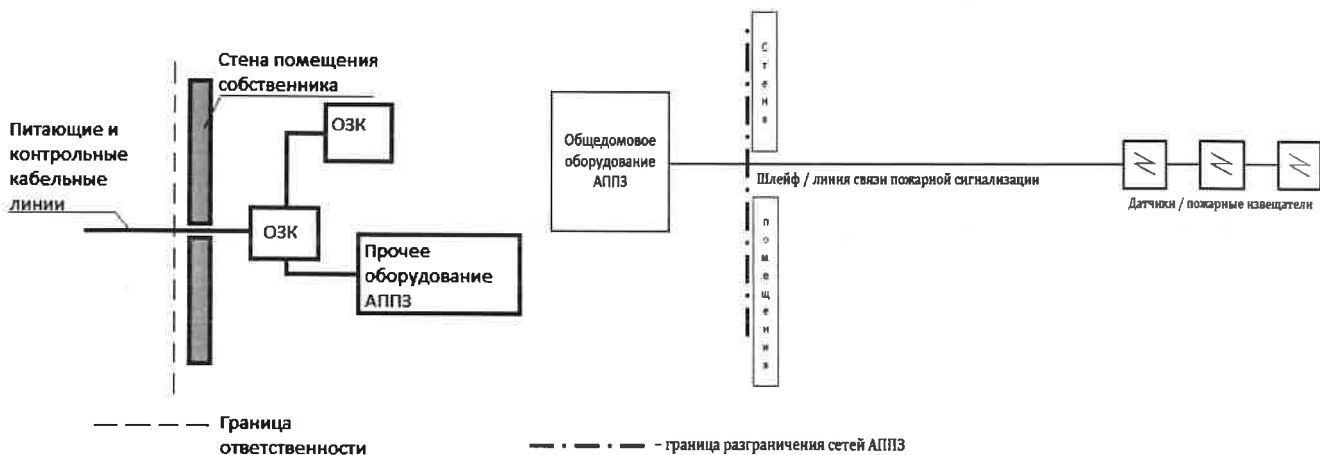 Стена помещения
собственника
Питающие и
контрольные
кабельные
линии
ОЗК
ОЗК
Прочее
оборудование
АППЗ
Граница
ответственности
Общедомовое
оборудование
АППЗ
Стена
помещения
Шлейф / линия связи пожарной сигнализации
Датчики / пожарные извещатели
– граница разграничения сетей АППЗ